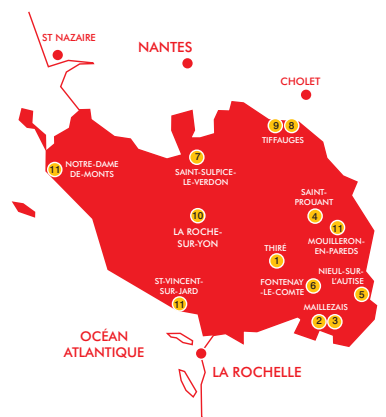 ST NAZAIRE
NANTES
CHOLET
9 8
TIFFAUGES
7
SAINT-SULPICE-
LE-VERDON
11
NOTRE-DAME
DE-MONTS
SAINT-
PROUANT
4
10
LA ROCHE-
SUR-YON
11
MOUILLERON-
EN-PAREDS
THIRÉ
1
NIEUL-SUR-
L'AUTISE
5
FONTENAY
-LE-COMTE
6
ST-VINCENT-
SUR-JARD
11
MAILLEZAIS
2 3
OCÉAN
ATLANTIQUE
LA ROCHELLE